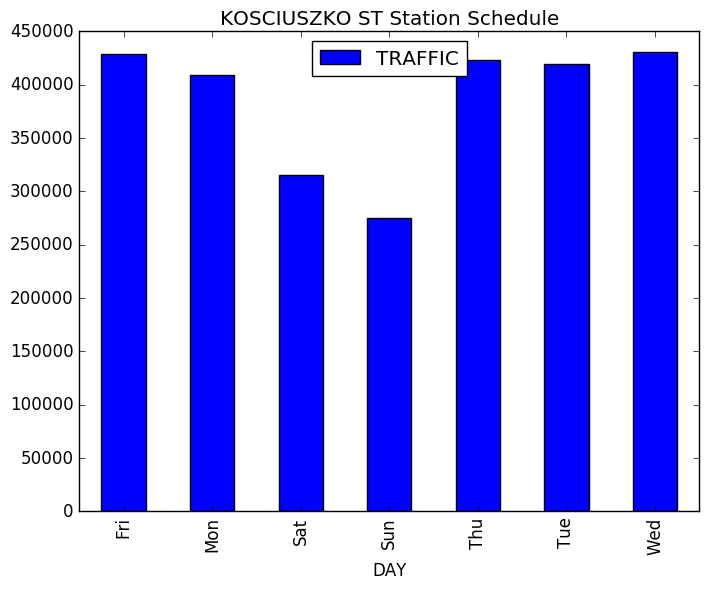 KOSCIUSZKO ST Station Schedule
TRAFFIC
450000
400000
350000
300000
250000
200000
150000
100000
50000
0
Fri
Mon
Sat
Sun
Thu
Tue
Wed
DAY